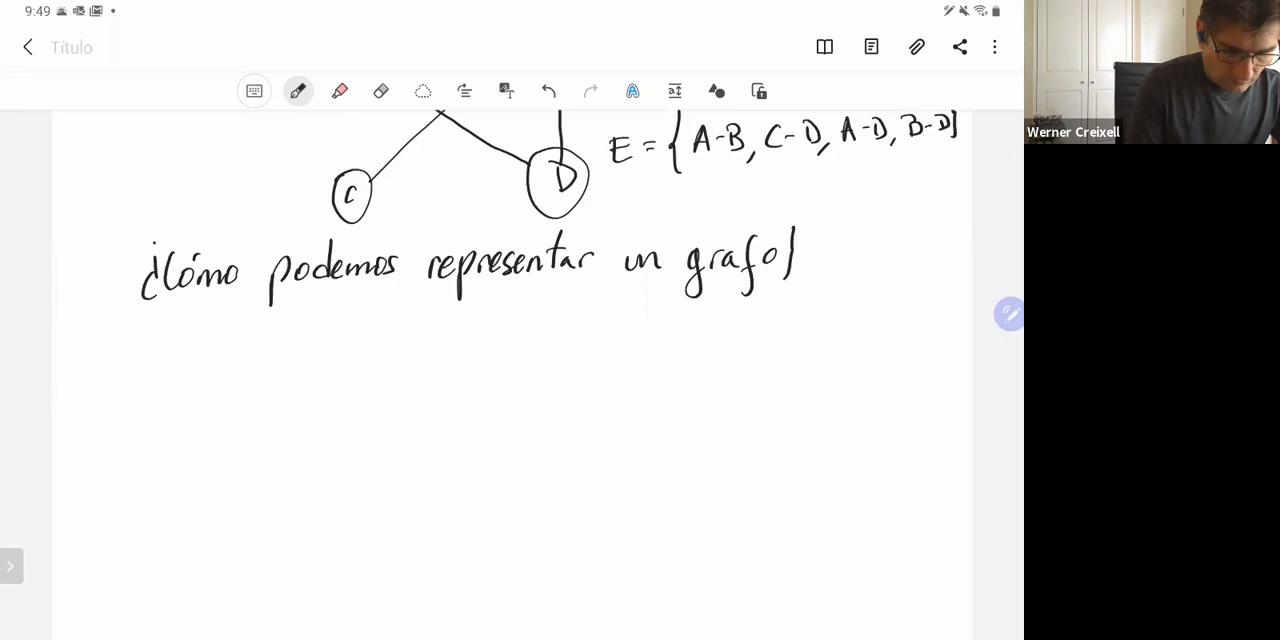 9:49
Título
Werner Creixell
E = { A-B, C-D, A-D, B-D}
C
D
¿Cómo podemos representar un grafo